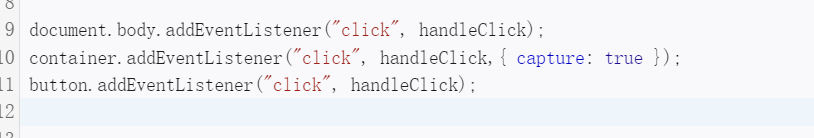 8
9 document.body.addEventListener("click", handleClick);
10 container.addEventListener("click", handleClick,{ capture: true });
11 button.addEventListener("click", handleClick);
12
13